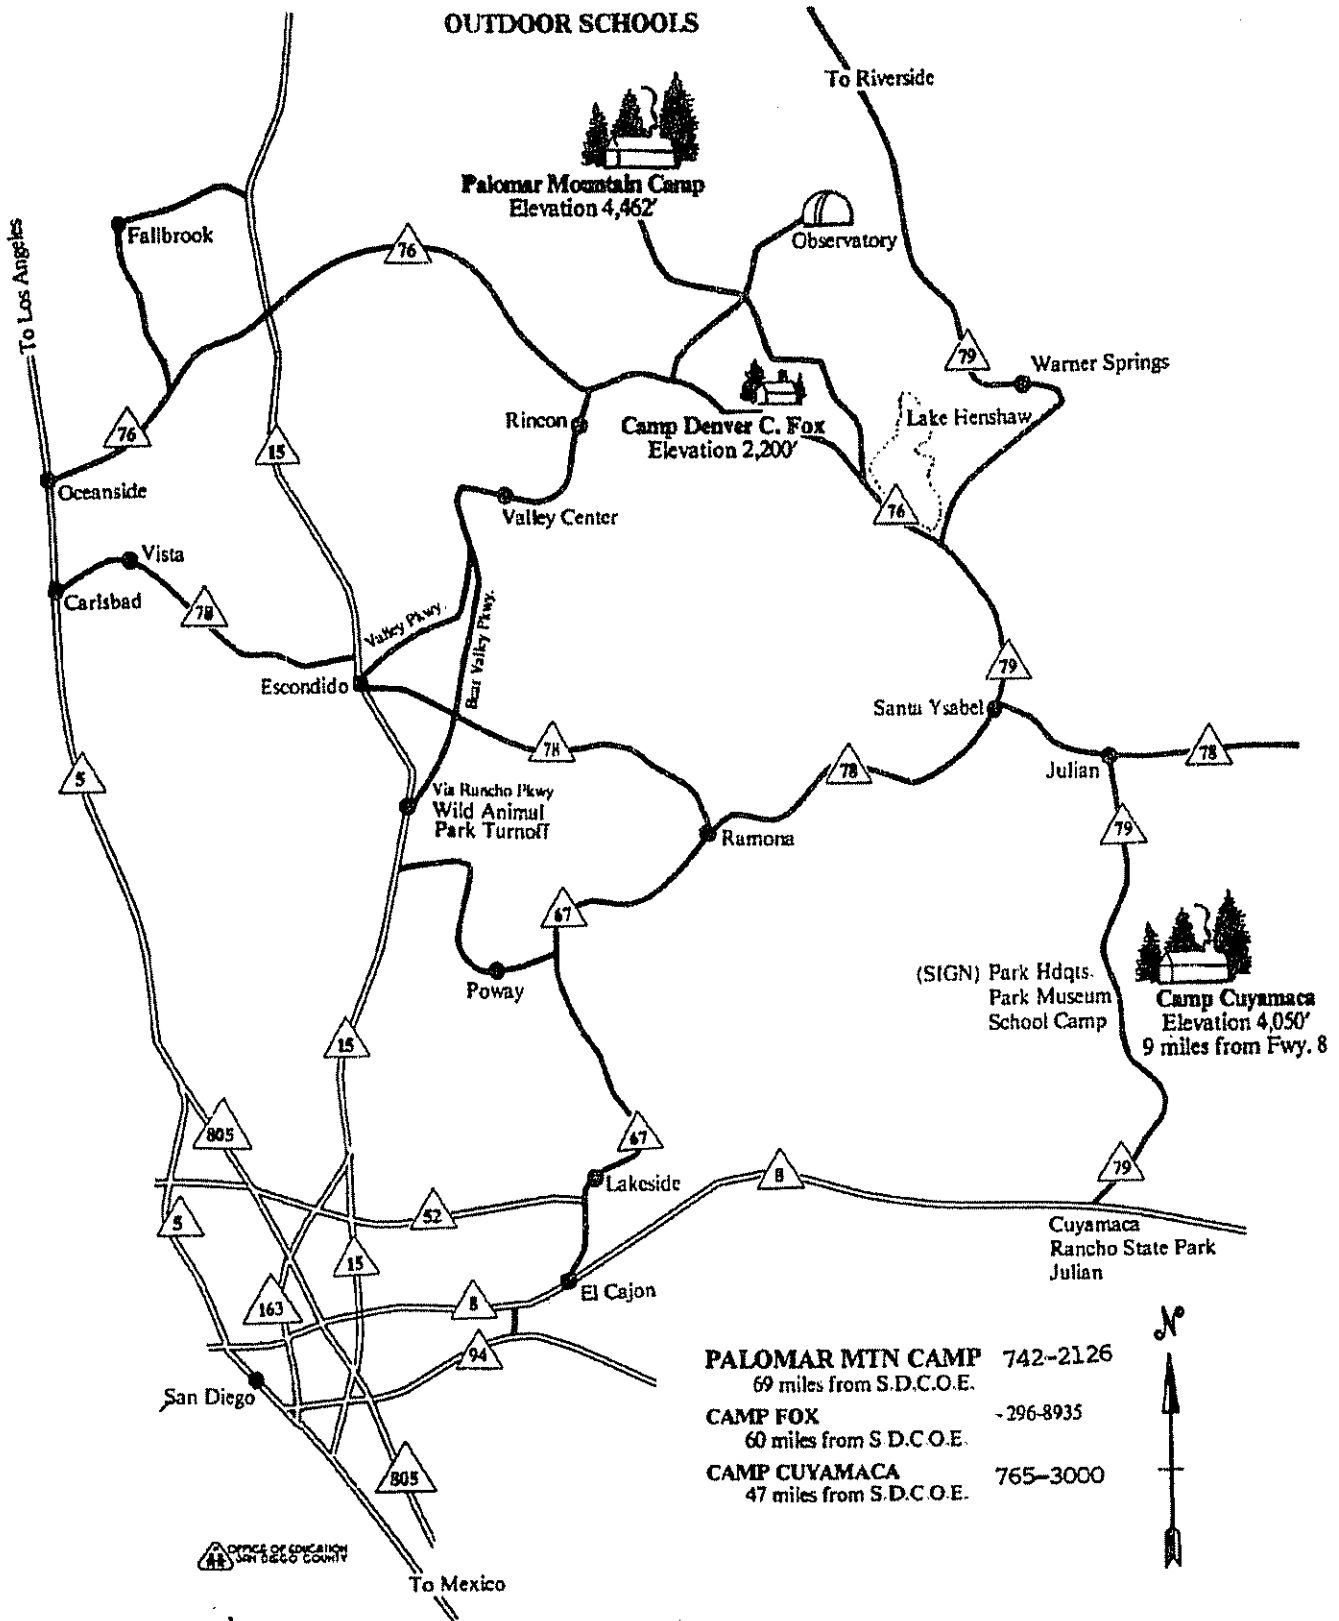 OUTDOOR SCHOOLS
To Riverside
Palomar Mountain Camp
Elevation 4,462'
Observatory
Fallbrook
76
To Los Angeles
79
Warner Springs
Lake Henshaw
Rincon
Camp Denver C. Fox
Elevation 2,200'
76
15
Oceanside
Valley Center
76
Vista
Carlsbad
78
Valley Pkwy.
Bear Valley Pkwy.
Escondido
79
Santa Ysabel
78
78
Julian
78
5
Via Rancho Pkwy
Wild Animal
Park Turnoff
Ramona
79
67
Poway
(SIGN) Park Hdqts.
Park Museum
School Camp
Camp Cuyamaca
Elevation 4,050'
9 miles from Fwy. 8
15
805
67
Lakeside
8
79
5
52
Cuyamaca
Rancho State Park
Julian
15
El Cajon
163
8
94
N
San Diego
PALOMAR MTN CAMP 742-2126
69 miles from S.D.C.O.E.
CAMP FOX -296-8935
60 miles from S.D.C.O.E.
CAMP CUYAMACA 765-3000
47 miles from S.D.C.O.E.
805
OFFICE OF EDUCATION
SAN DIEGO COUNTY
To Mexico